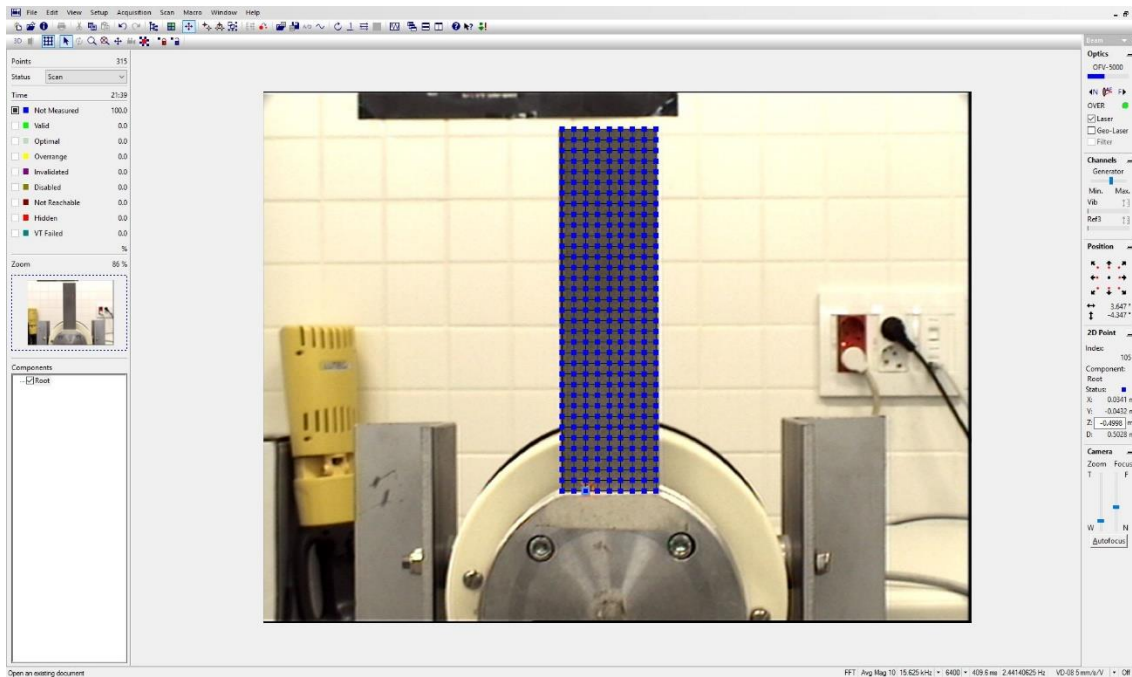 File Edit View Setup Acquisition Scan Macro Window Help
3D
Points 315
Status Scan
Time 21:39
Not Measured 100.0
Valid 0.0
Optimal 0.0
Overrange 0.0
Invalidated 0.0
Disabled 0.0
Not Reachable 0.0
Hidden 0.0
VT Failed 0.0
%
Zoom 86 %
Components
Root
Optics
OFV-5000
N F
OVER
Laser
Geo-Laser
Filter
Channels
Generator
Min. Max.
Vib
Ref3
Position
3.647°
-4.347°
2D Point
Index:
105
Component:
Root
Status:
X: 0.0341
Y: -0.0432
Z: -0.4998
D: 0.5028
Camera
Zoom Focus
T F
W N
Autofocus
Open an existing document
FFT Avg Mag 10 15.625 kHz 6400 409.6 ms 2.44140625 Hz VD-08 5 mm/s/V Off